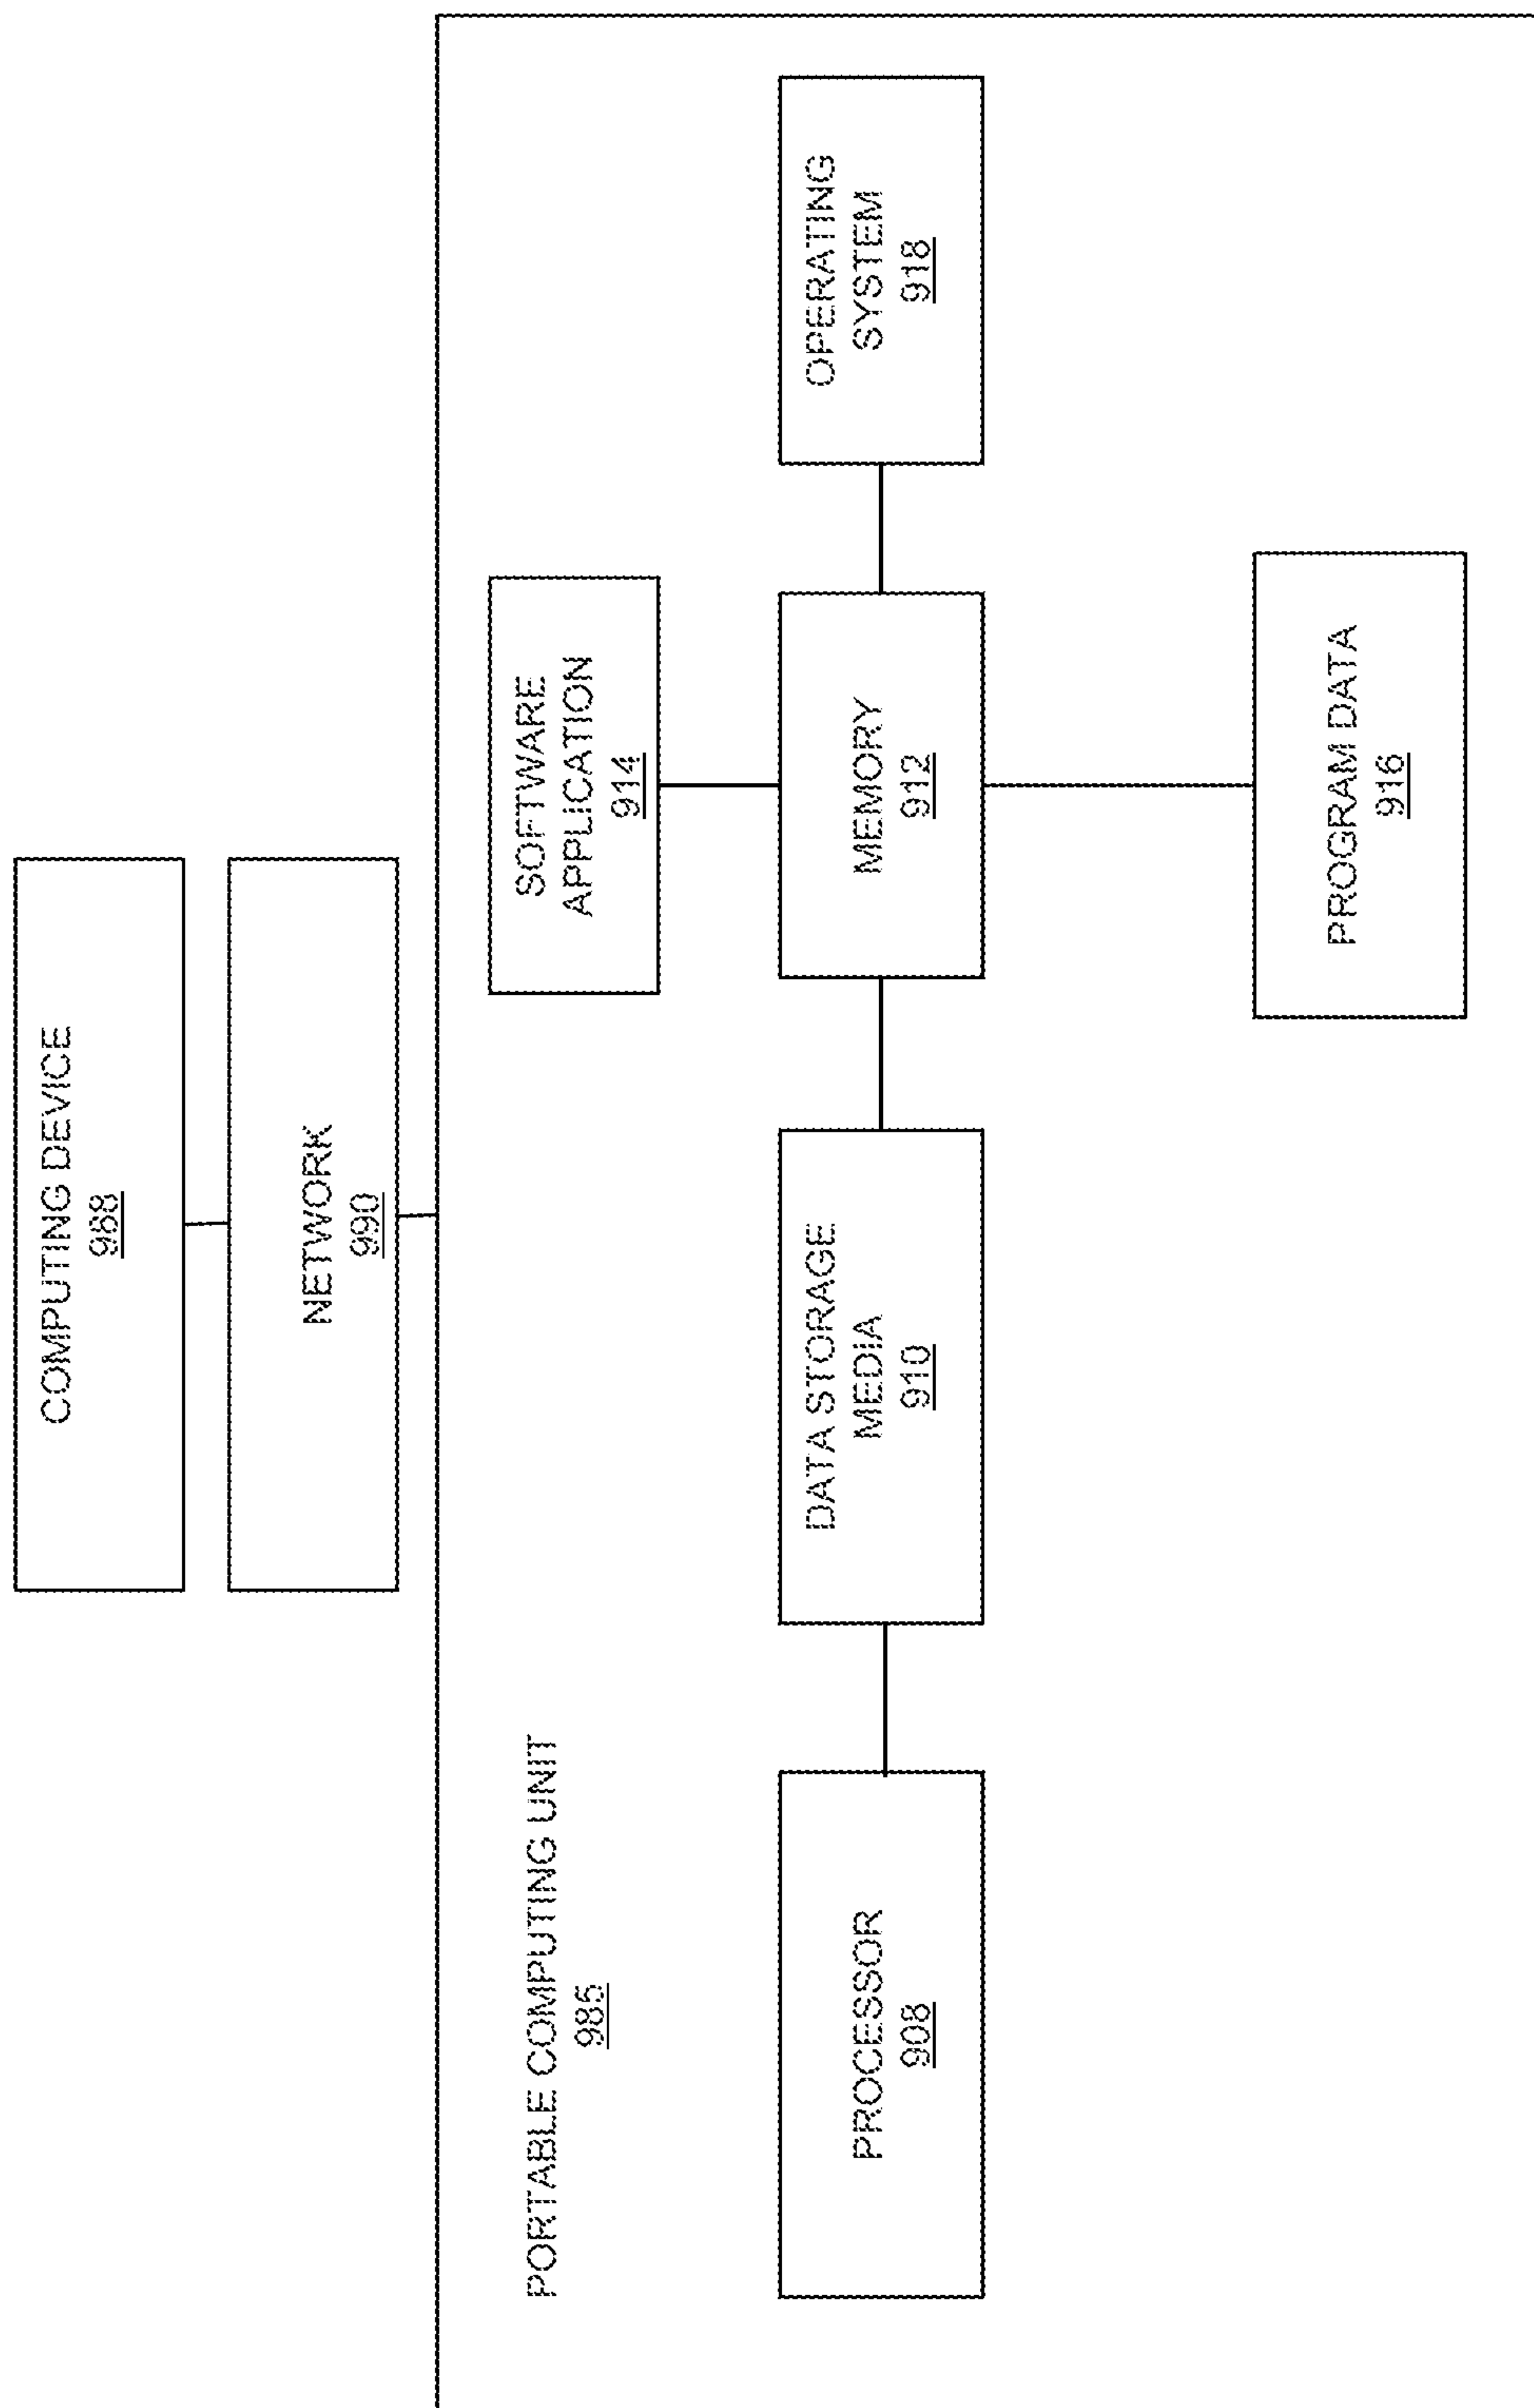 COMPUTING DEVICE
988
NETWORK
990
PORTABLE COMPUTING UNIT
985
SOFTWARE
APPLICATION
914
PROCESSOR
908
DATA STORAGE
MEDIA
910
MEMORY
912
OPERATING
SYSTEM
918
PROGRAM DATA
916